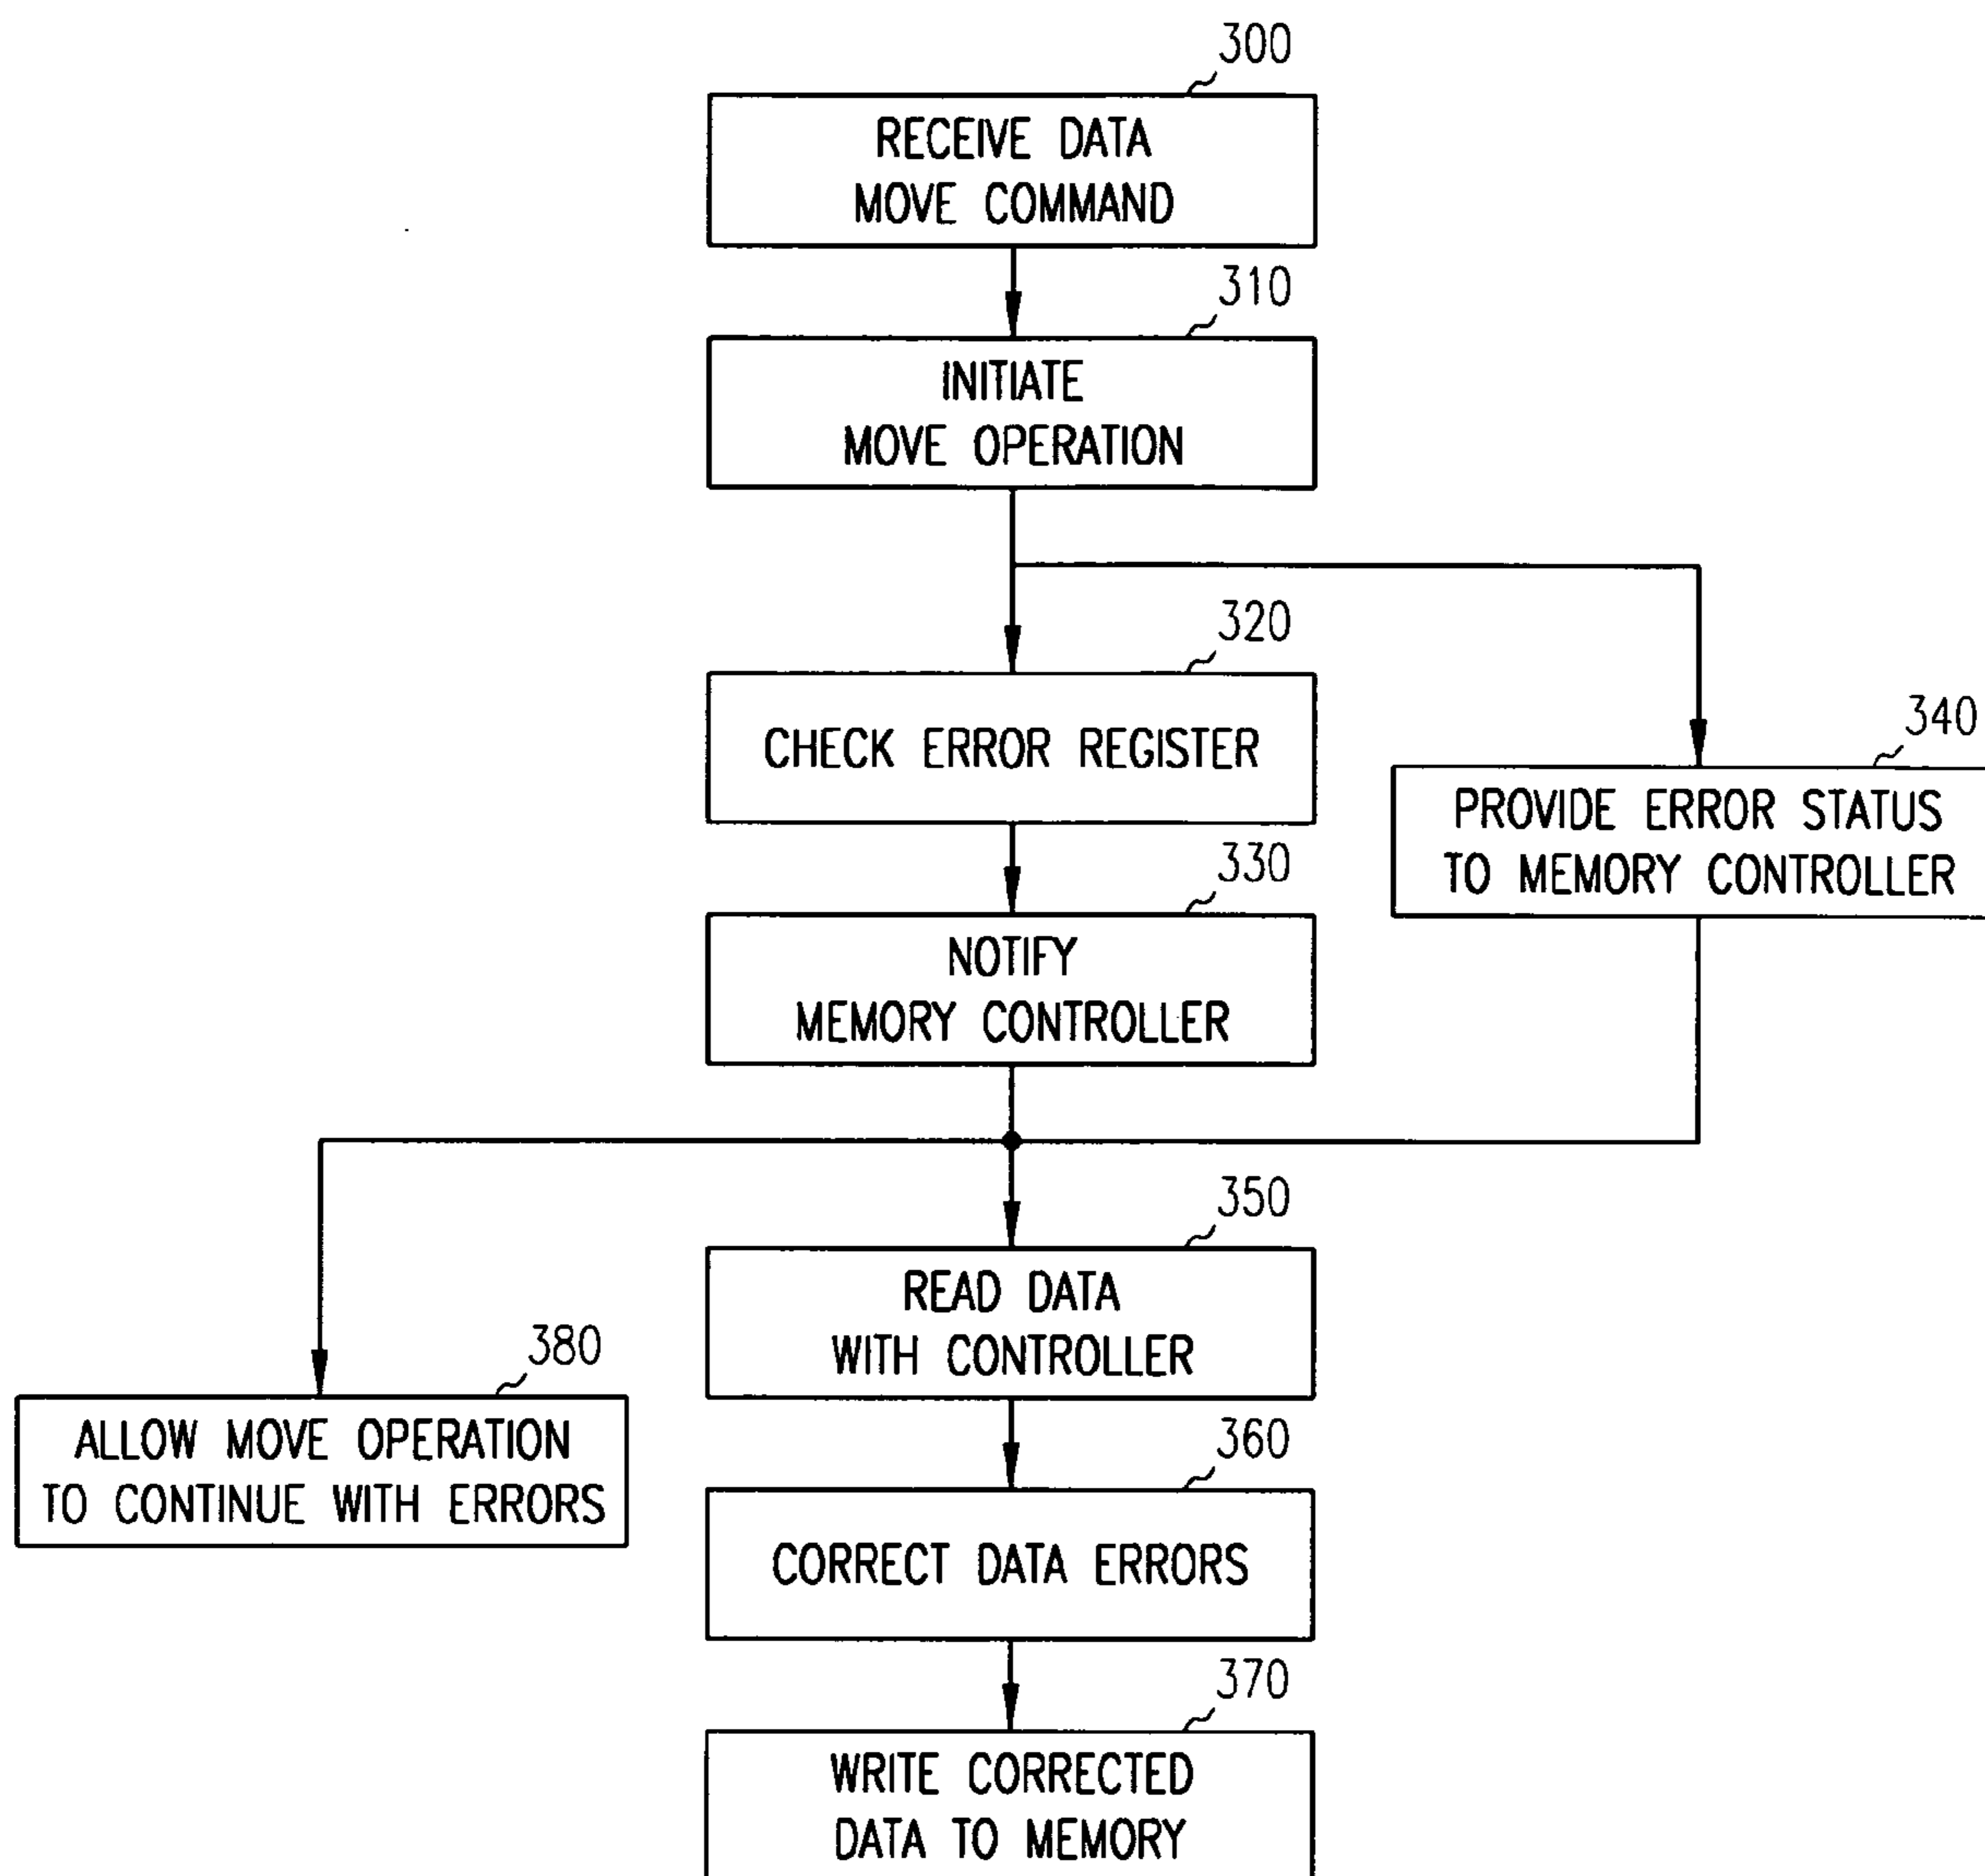 300
RECEIVE DATA
MOVE COMMAND
310
INITIATE
MOVE OPERATION
320
CHECK ERROR REGISTER
340
PROVIDE ERROR STATUS
TO MEMORY CONTROLLER
330
NOTIFY
MEMORY CONTROLLER
350
READ DATA
WITH CONTROLLER
380
ALLOW MOVE OPERATION
TO CONTINUE WITH ERRORS
360
CORRECT DATA ERRORS
370
WRITE CORRECTED
DATA TO MEMORY